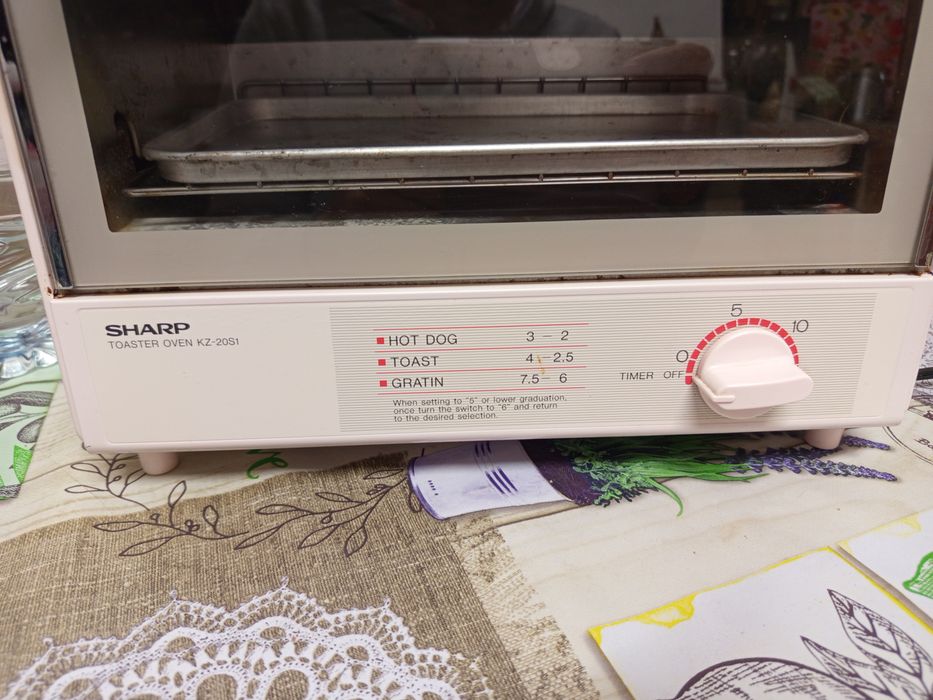 SHARP
TOASTER OVEN KZ-20S1
HOT DOG 3 - 2
TOAST 4 - 2.5
GRATIN 7.5 - 6
When setting to "5" or lower graduation,
once turn the switch to "6" and return
to the desired selection.
5
10
0
TIMER OFF